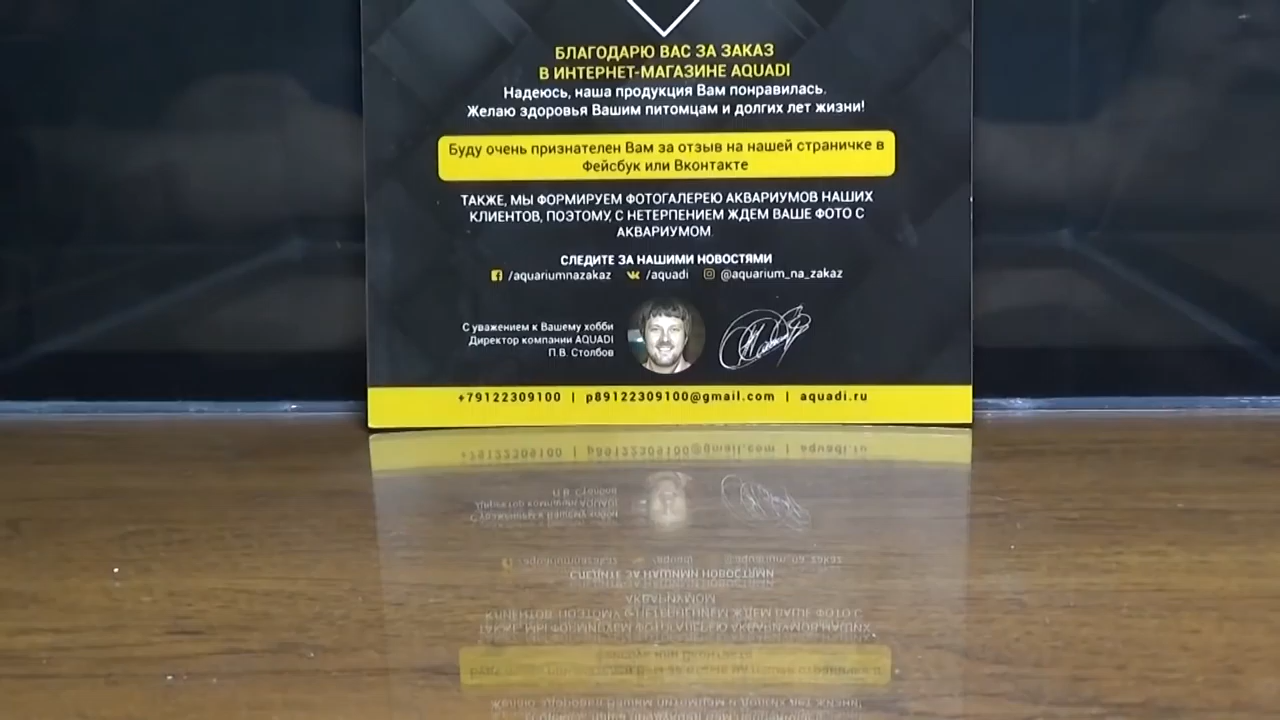 БЛАГОДАРЮ ВАС ЗА ЗАКАЗ
В ИНТЕРНЕТ-МАГАЗИНЕ AQUADI
Надеюсь, наша продукция Вам понравилась.
Желаю здоровья Вашим питомцам и долгих лет жизни!
Буду очень признателен Вам за отзыв на нашей страничке в
Фейсбук или Вконтакте
ТАКЖЕ, МЫ ФОРМИРУЕМ ФОТОГАЛЕРЕЮ АКВАРИУМОВ НАШИХ
КЛИЕНТОВ, ПОЭТОМУ, С НЕТЕРПЕНИЕМ ЖДЕМ ВАШЕ ФОТО С
АКВАРИУМОМ
СЛЕДИТЕ ЗА НАШИМИ НОВОСТЯМИ
/aquariumnazakaz /aquadi @aquarium_na_zakaz
С уважением к Вашему хобби
Директор компании AQUADI
П.В. Столбов
+79122309100 | p89122309100@gmail.com | aquadi.ru